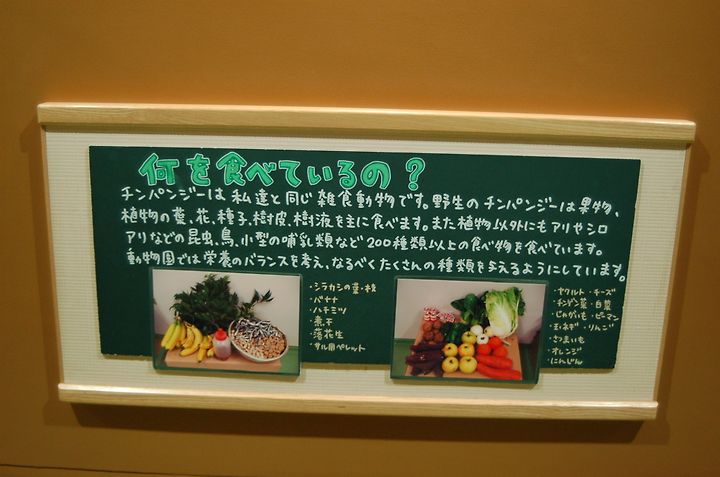 何を食べているの？
チンパンジーは私達と同じ雑食動物です。野生のチンパンジーは果物、
植物の葉、花、種子、樹皮、樹液を主に食べます。また植物以外にもアリやシロ
アリなどの昆虫、鳥、小型の哺乳類など200種類以上の食べ物を食べています。
動物園では栄養のバランスを考え、なるべくたくさんの種類を与えるようにしています。
・シラカシの葉・枝
・バナナ
・ハチミツ
・煮干
・落花生
・サル用ペレット
・ヤクルト・チーズ
・チンゲン菜・白菜
・じゃがいも・ピーマン
・玉ネギ・リンゴ
・さつまいも
・オレンジ
・にんじん